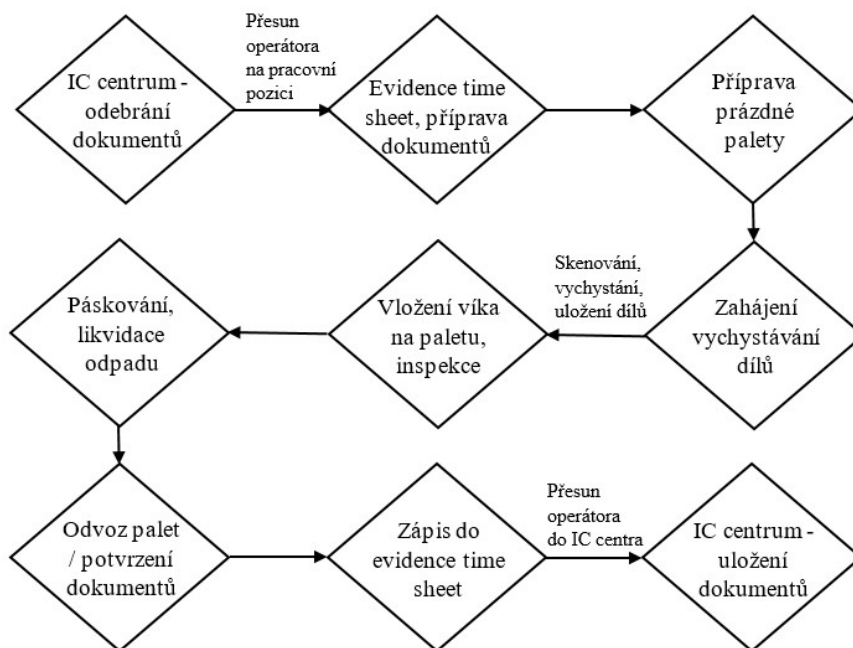 IC centrum -
odebrání
dokumentů
Přesun
operátora
na pracovní
pozici
Evidence time
sheet, příprava
dokumentů
Příprava
prázdné
palety
Zahájení
vychystávání
dílů
Skenování,
vychystání,
uložení dílů
Vložení víka
na paletu,
inspekce
Páskování,
likvidace
odpadu
Odvoz palet
/ potvrzení
dokumentů
Zápis do
evidence time
sheet
Přesun
operátora
do IC centra
IC centrum -
uložení
dokumentů